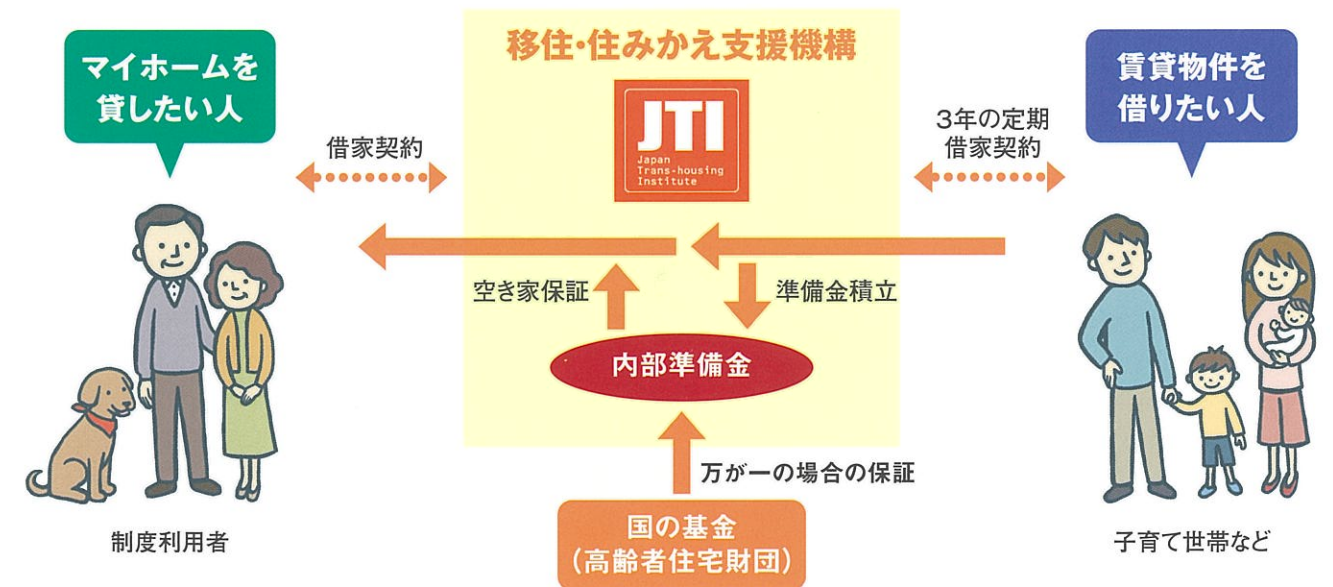 マイホームを
貸したい人
移住・住みかえ支援機構
JTI
Japan
Trans-housing
Institute
賃貸物件を
借りたい人
借家契約
3年の定期
借家契約
空き家保証
準備金積立
内部準備金
万が一の場合の保証
国の基金
(高齢者住宅財団)
制度利用者
子育て世帯など